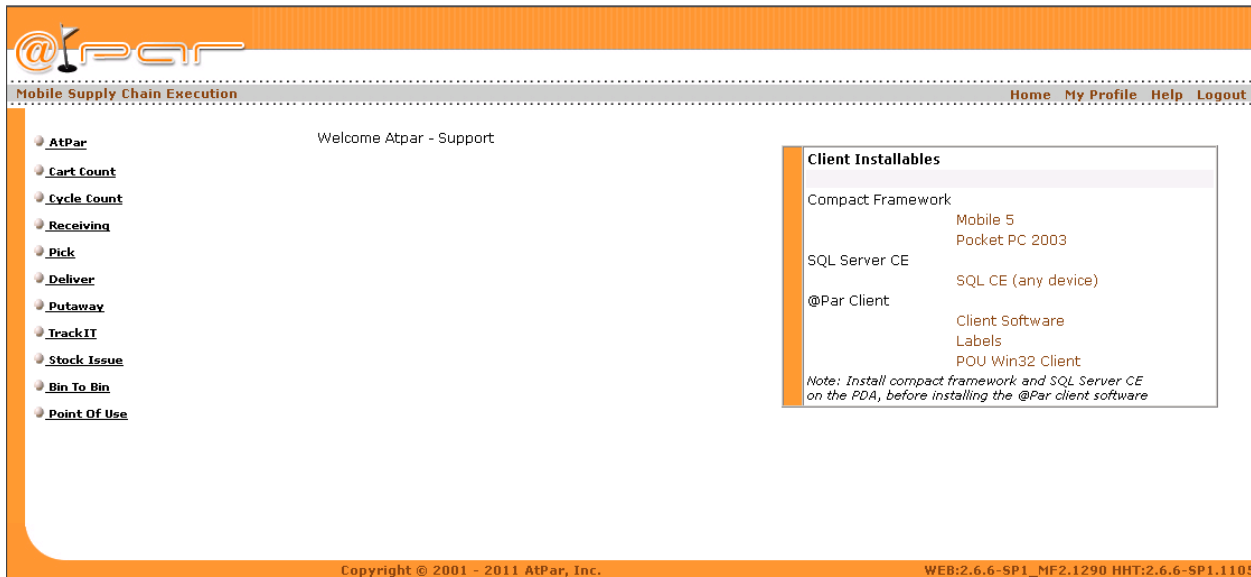 @Par
Mobile Supply Chain Execution
Home My Profile Help Logout
AtPar
Cart Count
Cycle Count
Receiving
Pick
Deliver
Putaway
TrackIT
Stock Issue
Bin To Bin
Point Of Use
Welcome Atpar - Support
Client Installables
Compact Framework
Mobile 5
Pocket PC 2003
SQL Server CE
SQL CE (any device)
@Par Client
Client Software
Labels
POU Win32 Client
Note: Install compact framework and SQL Server CE
on the PDA, before installing the @Par client software
Copyright © 2001 - 2011 AtPar, Inc.
WEB:2.6.6-SP1_MF2.1290 HHT:2.6.6-SP1.1105